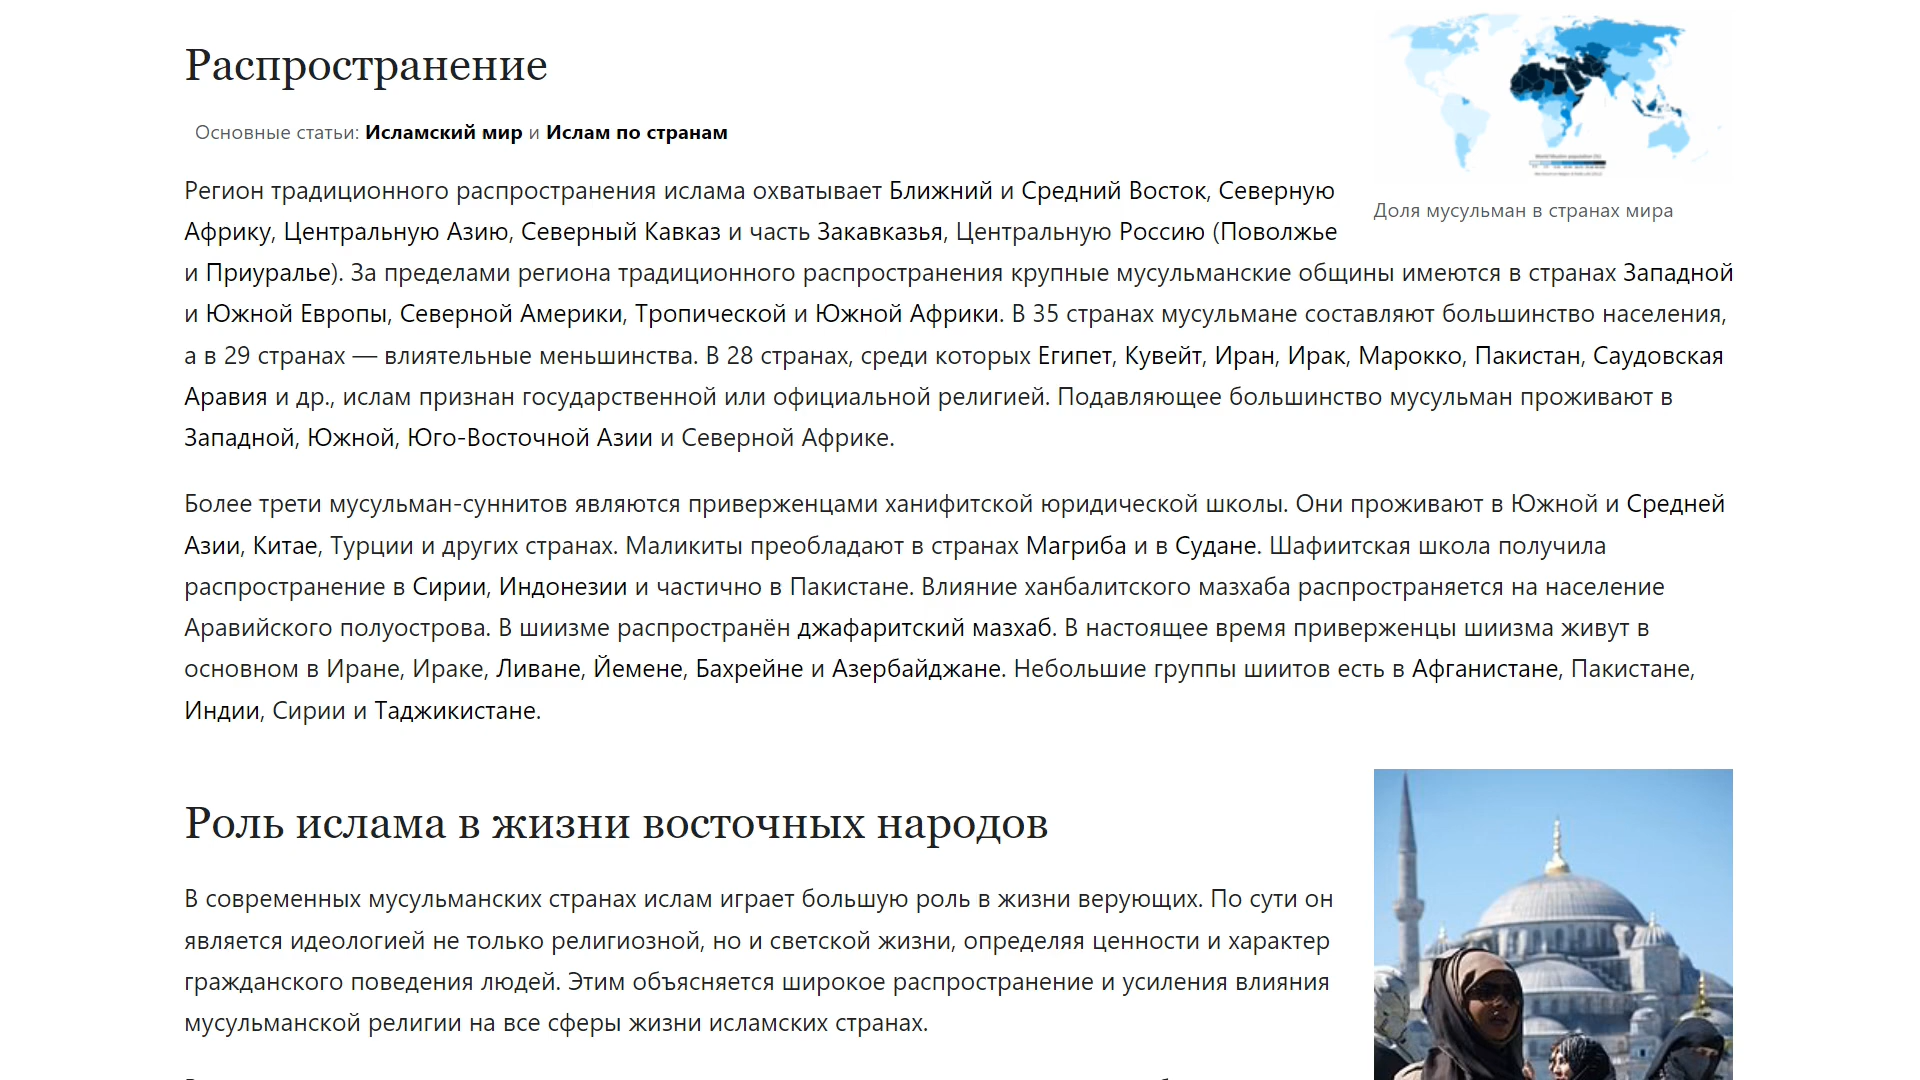 Распространение
Основные статьи: Исламский мир и Ислам по странам
Регион традиционного распространения ислама охватывает Ближний и Средний Восток, Северную
Африку, Центральную Азию, Северный Кавказ и часть Закавказья, Центральную Россию (Поволжье
и Приуралье). За пределами региона традиционного распространения крупные мусульманские общины имеются в странах Западной
и Южной Европы, Северной Америки, Тропической и Южной Африки. В 35 странах мусульмане составляют большинство населения,
а в 29 странах — влиятельные меньшинства. В 28 странах, среди которых Египет, Кувейт, Иран, Ирак, Марокко, Пакистан, Саудовская
Аравия и др., ислам признан государственной или официальной религией. Подавляющее большинство мусульман проживают в
Западной, Южной, Юго-Восточной Азии и Северной Африке.
Доля мусульман в странах мира
Более трети мусульман-суннитов являются приверженцами ханифитской юридической школы. Они проживают в Южной и Средней
Азии, Китае, Турции и других странах. Маликиты преобладают в странах Магриба и в Судане. Шафиитская школа получила
распространение в Сирии, Индонезии и частично в Пакистане. Влияние ханбалитского мазхаба распространяется на население
Аравийского полуострова. В шиизме распространён джафаритский мазхаб. В настоящее время приверженцы шиизма живут в
основном в Иране, Ираке, Ливане, Йемене, Бахрейне и Азербайджане. Небольшие группы шиитов есть в Афганистане, Пакистане,
Индии, Сирии и Таджикистане.
Роль ислама в жизни восточных народов
В современных мусульманских странах ислам играет большую роль в жизни верующих. По сути он
является идеологией не только религиозной, но и светской жизни, определяя ценности и характер
гражданского поведения людей. Этим объясняется широкое распространение и усиления влияния
мусульманской религии на все сферы жизни исламских странах.